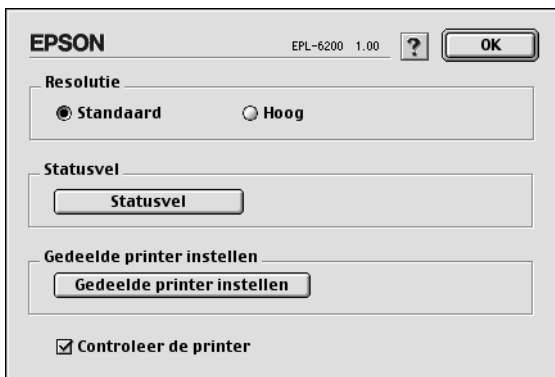 EPSON EPL-6200 1.00 ? OK
Resolutie
Standaard Hoog
Statusvel
Statusvel
Gedeelde printer instellen
Gedeelde printer instellen
Controleer de printer